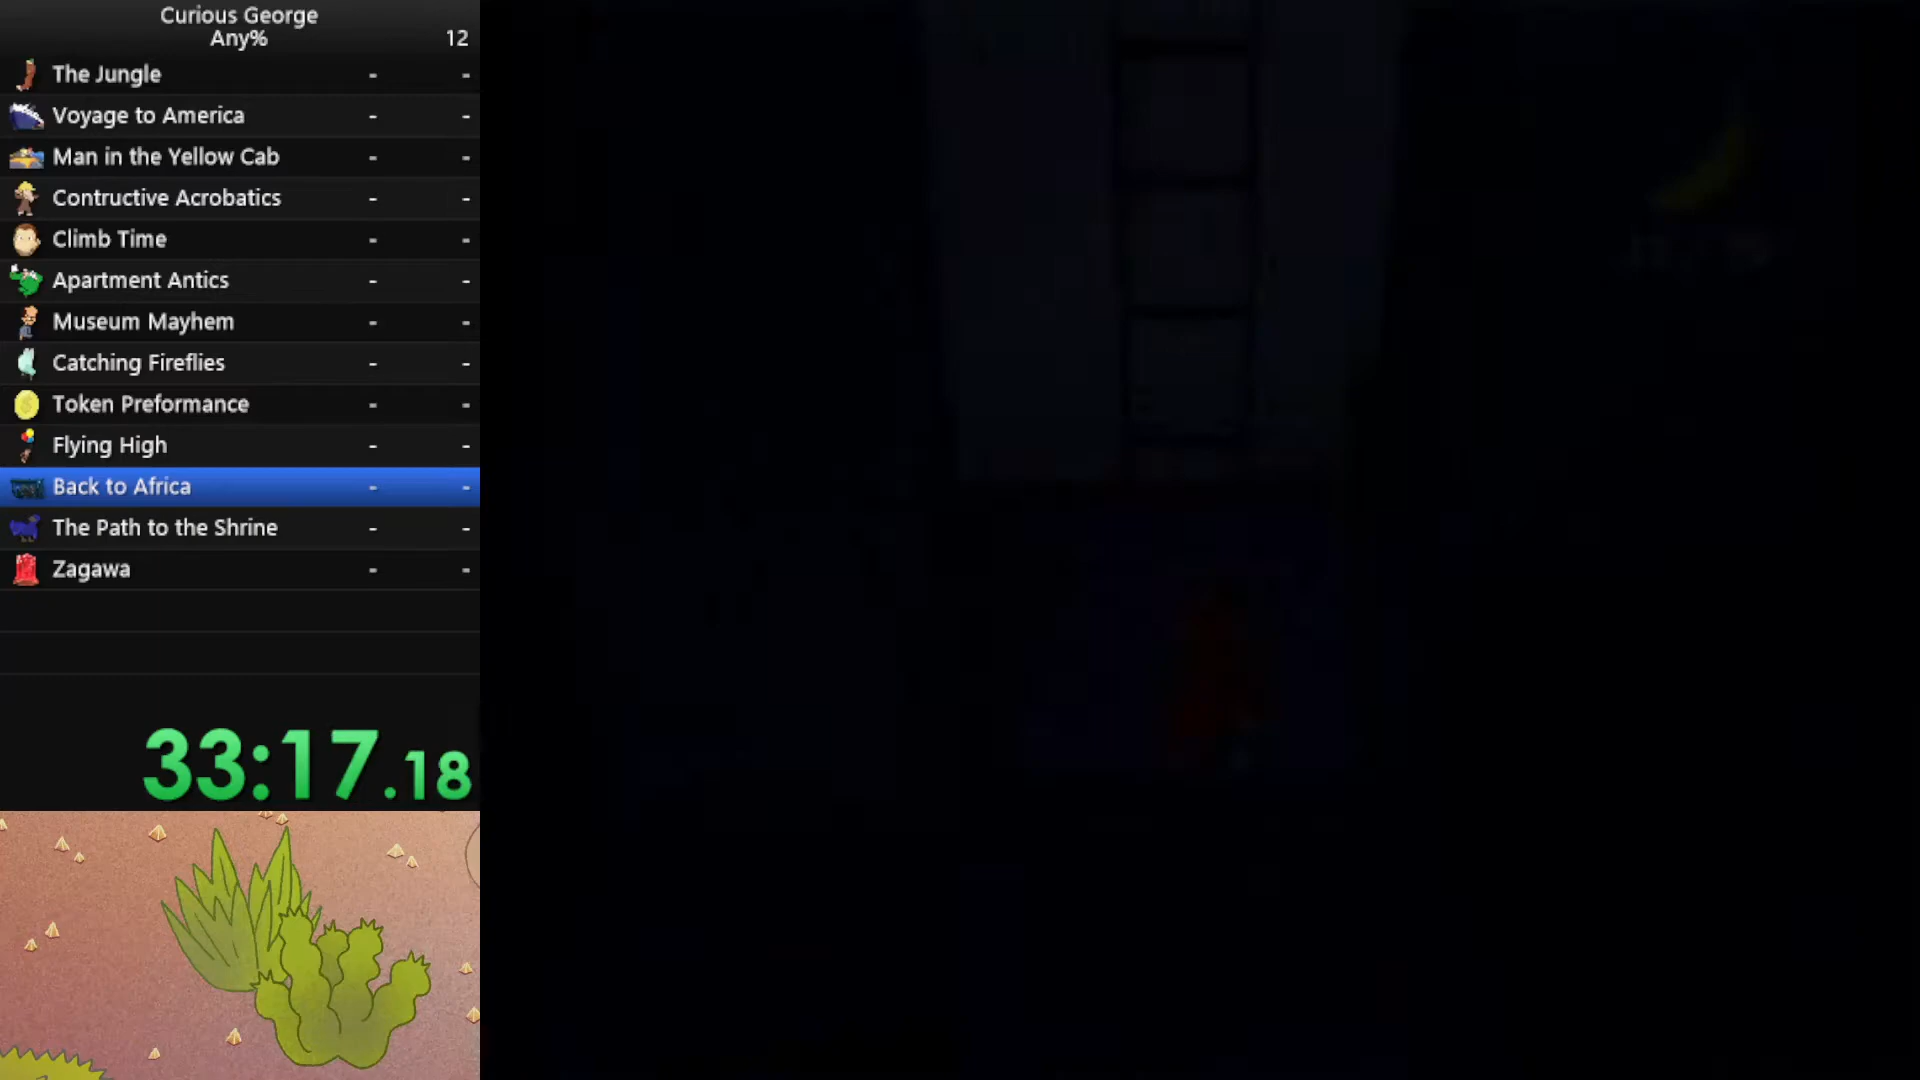 Curious George
Any% 12
The Jungle - -
Voyage to America - -
Man in the Yellow Cab - -
Contructive Acrobatics - -
Climb Time - -
Apartment Antics - -
Museum Mayhem - -
Catching Fireflies - -
Token Preformance - -
Flying High - -
Back to Africa - -
The Path to the Shrine - -
Zagawa - -
33:17.18